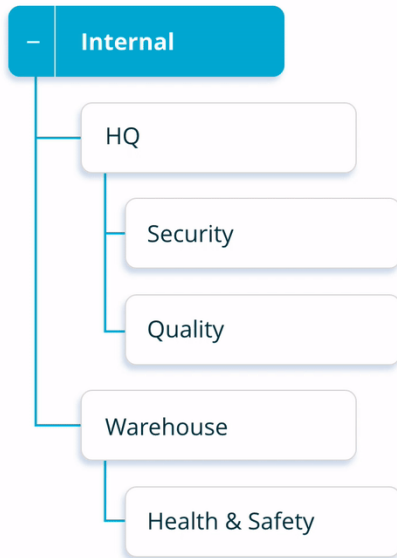 Internal
HQ
Security
Quality
Warehouse
Health & Safety